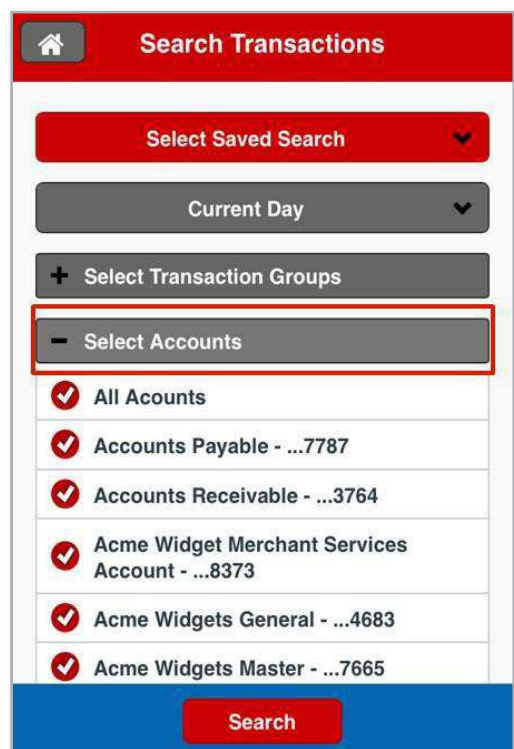 Search Transactions
Select Saved Search
Current Day
Select Transaction Groups
Select Accounts
All Acounts
Accounts Payable - ...7787
Accounts Receivable - ...3764
Acme Widget Merchant Services
Account - ...8373
Acme Widgets General - ...4683
Acme Widgets Master - ...7665
Search